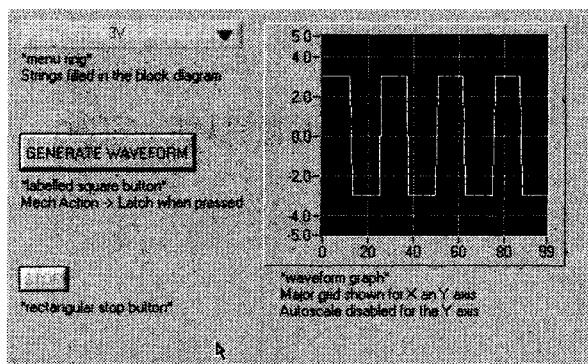 3V
"menu ring"
Strings filled in the block diagram
GENERATE WAVEFORM
"labelled square button"
Mech Action -> Latch when pressed
STOP
"rectangular stop button"
5.0
4.0
2.0
0.0
-2.0
-4.0
-5.0
0 20 40 60 80 99
"waveform graph"
Major grid shown for X an Y axis
Autoscale disabled for the Y axis